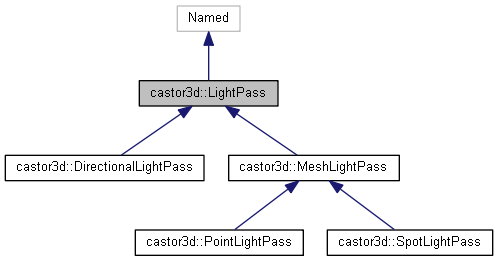 Named
castor3d::LightPass
castor3d::DirectionalLightPass
castor3d::MeshLightPass
castor3d::PointLightPass
castor3d::SpotLightPass